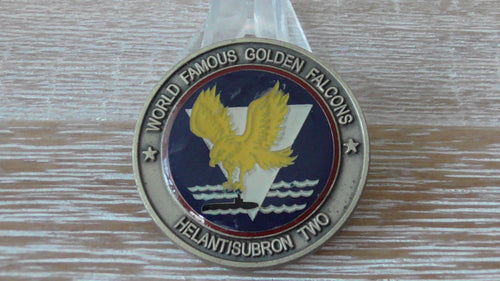 WORLD FAMOUS GOLDEN FALCONS
HELANTISUBRON TWO